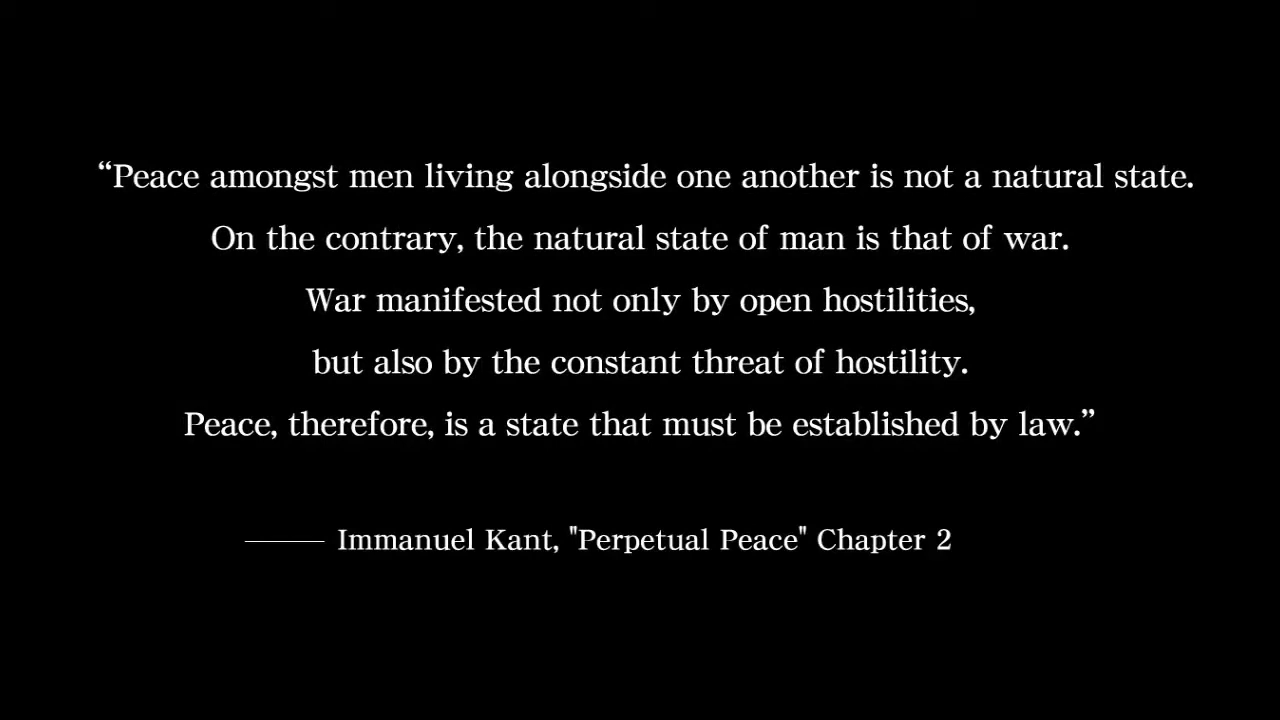 “Peace amongst men living alongside one another is not a natural state.
On the contrary, the natural state of man is that of war.
War manifested not only by open hostilities,
but also by the constant threat of hostility.
Peace, therefore, is a state that must be established by law.”
——— Immanuel Kant, "Perpetual Peace" Chapter 2